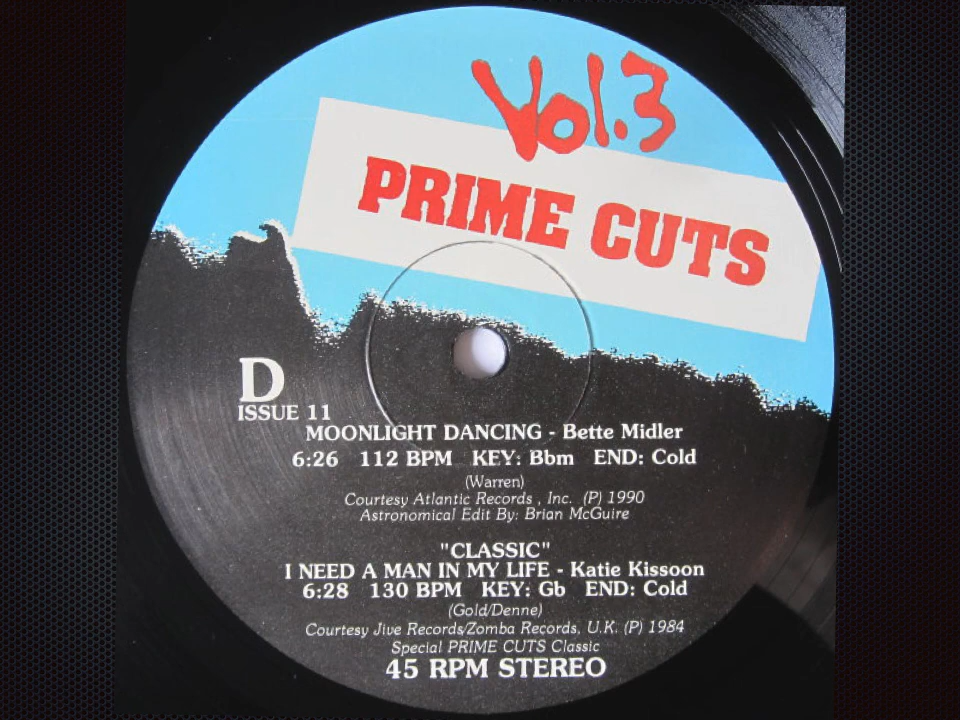 Vol.3
PRIME CUTS
D
ISSUE 11
MOONLIGHT DANCING - Bette Midler
6:26 112 BPM KEY: Bbm END: Cold
(Warren)
Courtesy Atlantic Records , Inc. (P) 1990
Astronomical Edit By: Brian McGuire
"CLASSIC"
I NEED A MAN IN MY LIFE - Katie Kissoon
6:28 130 BPM KEY: Gb END: Cold
(Gold/Denne)
Courtesy Jive Records/Zomba Records, U.K. (P) 1984
Special PRIME CUTS Classic
45 RPM STEREO